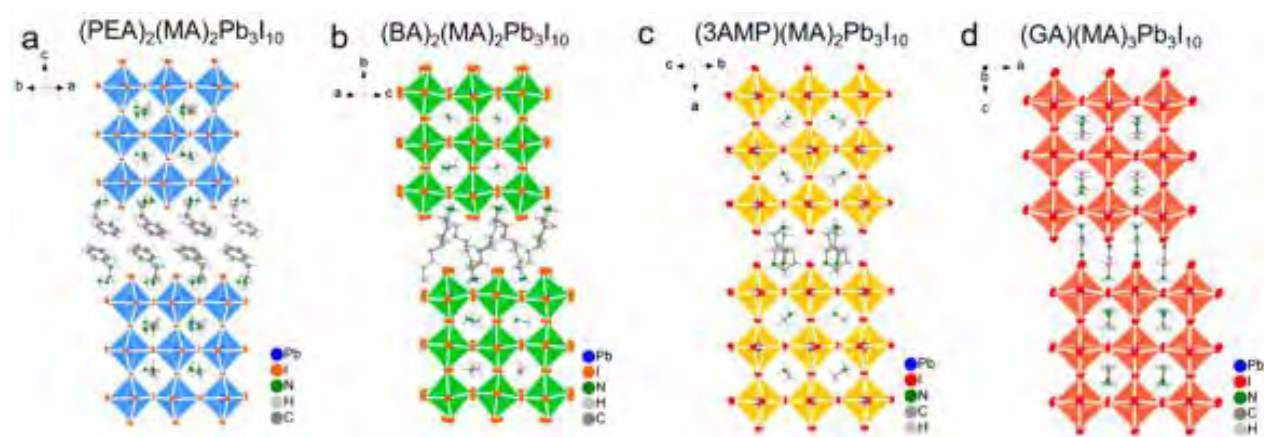 a (PEA)₂(MA)₂Pb₃I₁₀
c
b a
Pb
I
N
H
C
b (BA)₂(MA)₂Pb₃I₁₀
b
a c
Pb
I
N
H
C
c (3AMP)(MA)₂Pb₃I₁₀
c b
a
Pb
I
N
C
H
d (GA)(MA)₃Pb₃I₁₀
a
b
c
Pb
I
N
C
H